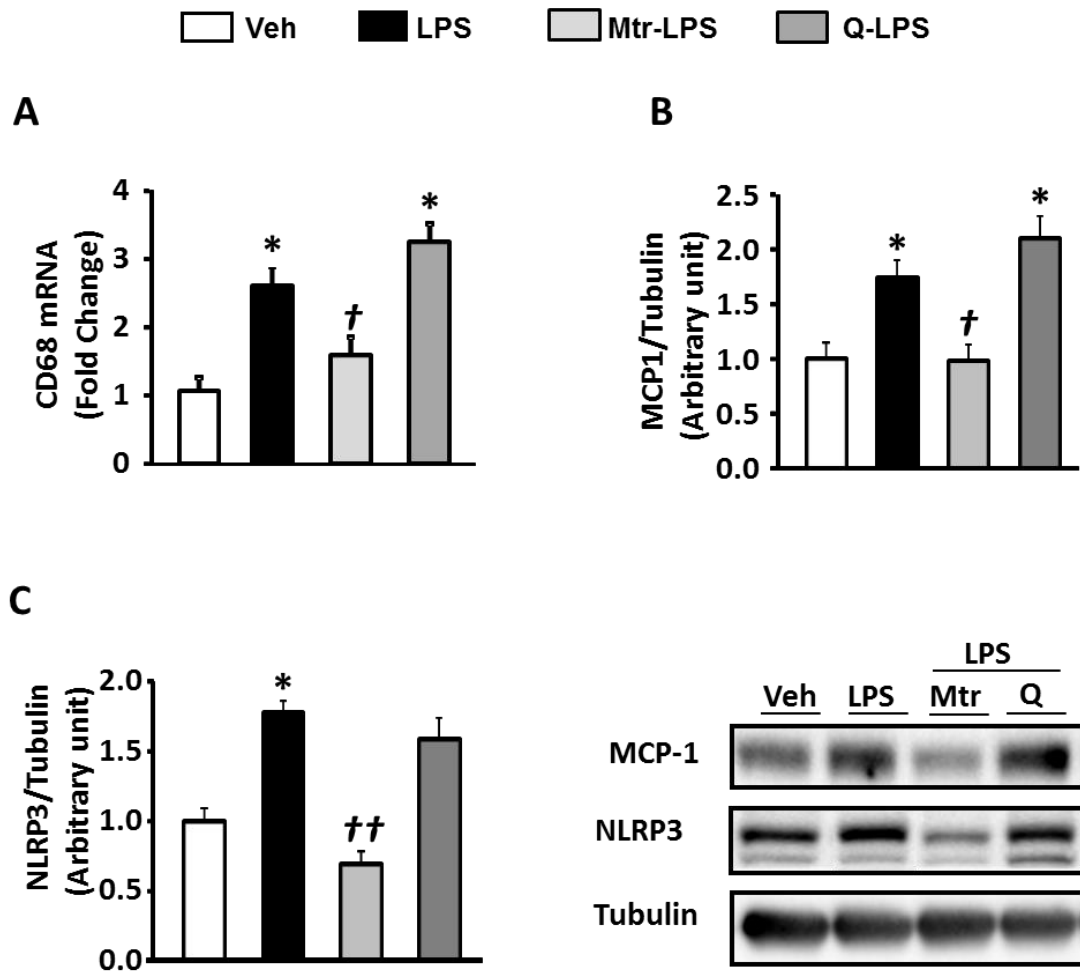 Veh LPS Mtr-LPS Q-LPS
A
CD68 mRNA
(Fold Change)
4
3
2
1
0
*
†
*
B
MCP1/Tubulin
(Arbitrary unit)
2.5
2.0
1.5
1.0
0.5
0.0
*
†
*
C
NLRP3/Tubulin
(Arbitrary unit)
2.0
1.5
1.0
0.5
0.0
*
††
LPS
Veh LPS Mtr Q
MCP-1
NLRP3
Tubulin